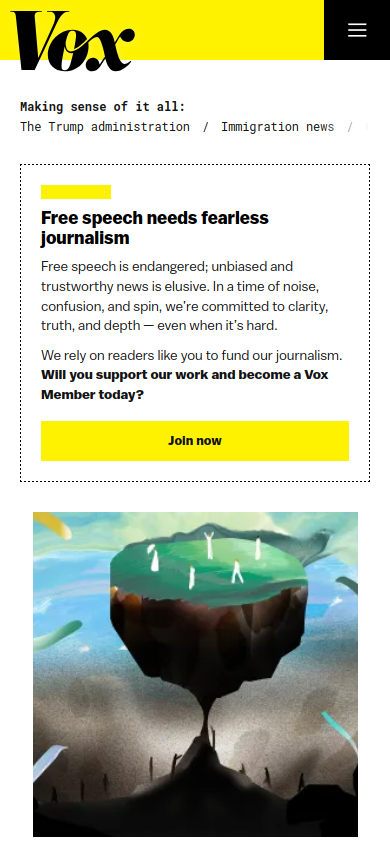 Vox
Making sense of it all:
The Trump administration / Immigration news /
Free speech needs fearless
journalism
Free speech is endangered; unbiased and
trustworthy news is elusive. In a time of noise,
confusion, and spin, we're committed to clarity,
truth, and depth — even when it's hard.
We rely on readers like you to fund our journalism.
Will you support our work and become a Vox
Member today?
Join now